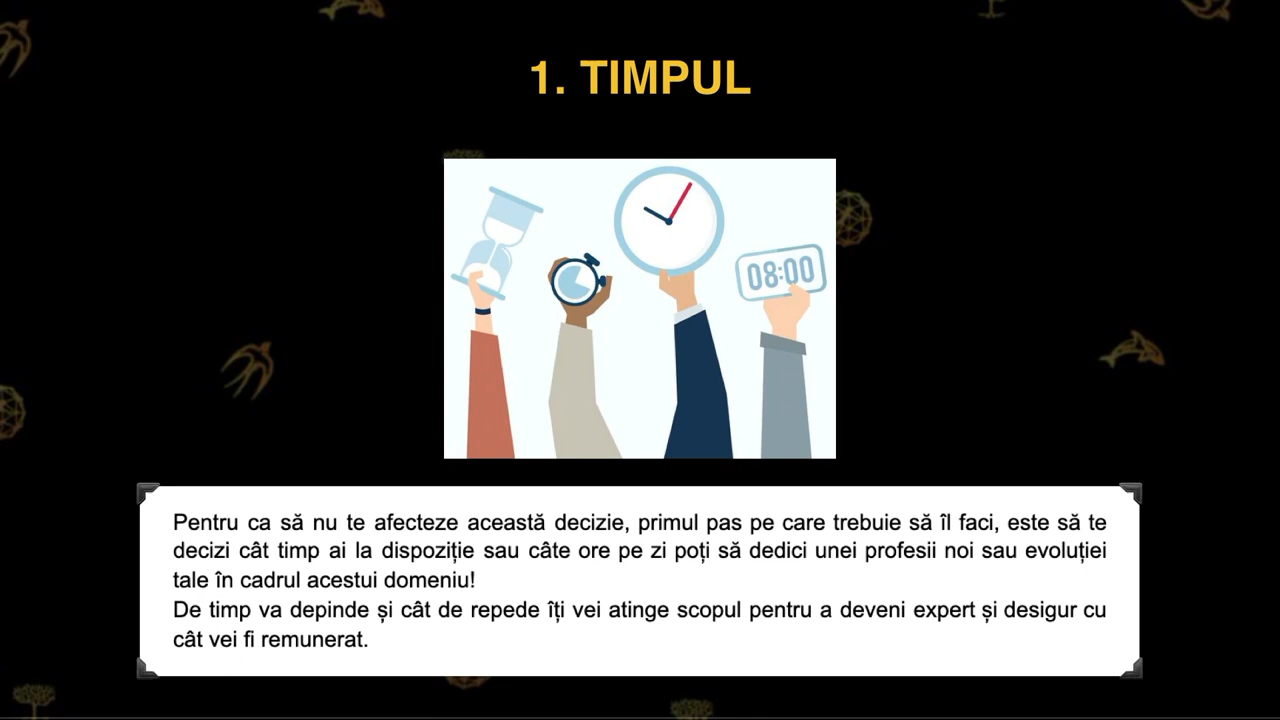 1. TIMPUL
08:00
Pentru ca să nu te afecteze această decizie, primul pas pe care trebuie să îl faci, este să te
decizi cât timp ai la dispoziție sau câte ore pe zi poți să dedici unei profesii noi sau evoluției
tale în cadrul acestui domeniu!
De timp va depinde și cât de repede îți vei atinge scopul pentru a deveni expert și desigur cu
cât vei fi remunerat.